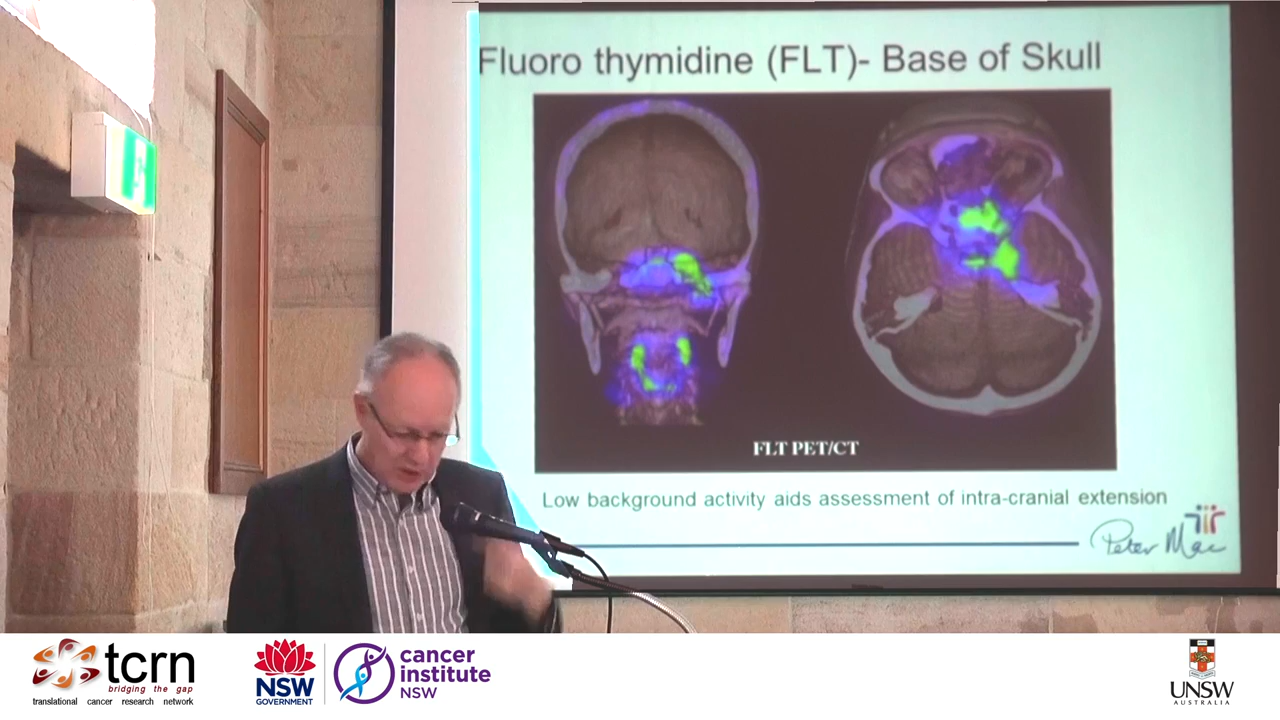 Fluoro thymidine (FLT)- Base of Skull
FLT PET/CT
Low background activity aids assessment of intra-cranial extension
Peter Mac
tcrn
bridging the gap
translational cancer research network
NSW
GOVERNMENT
cancer
institute
NSW
UNSW
AUSTRALIA